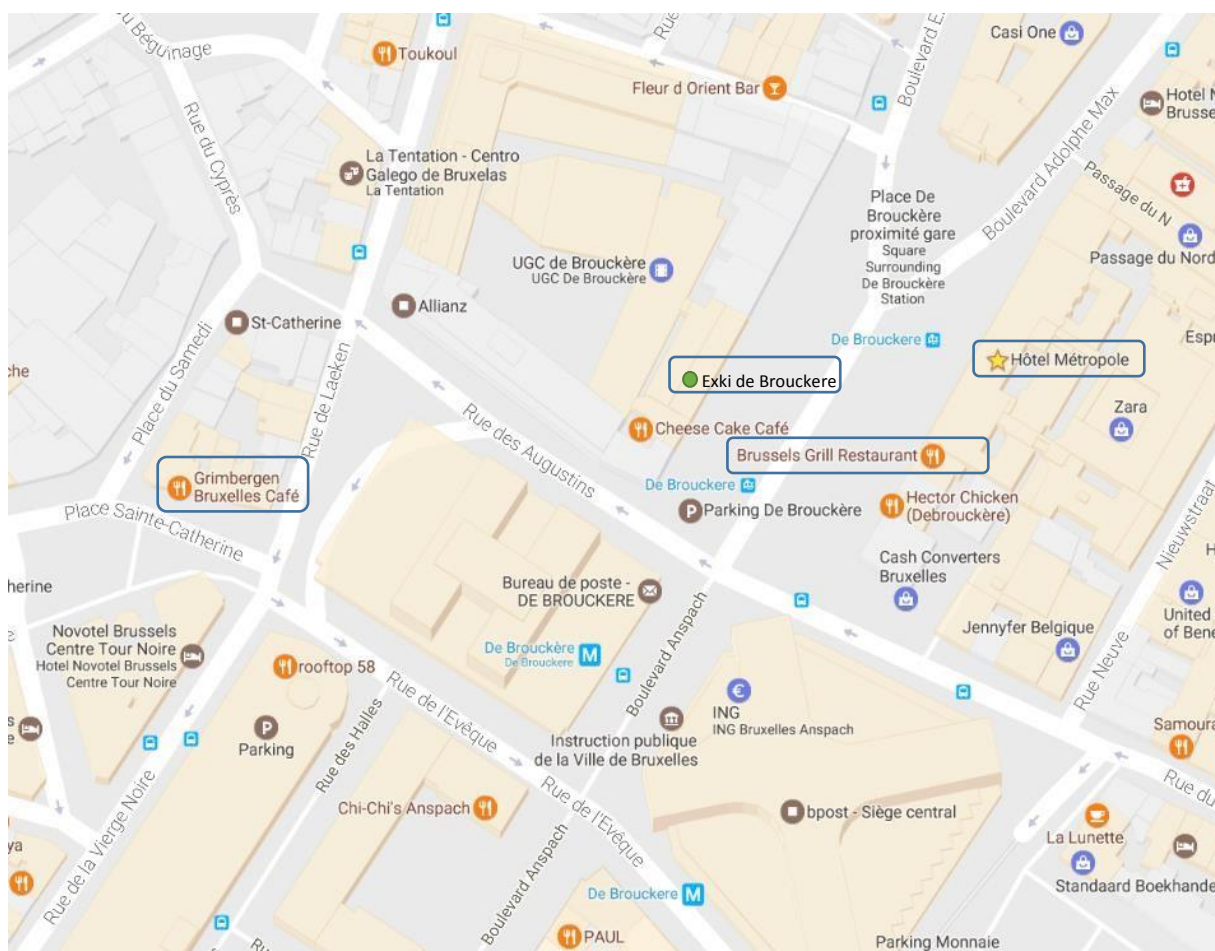 Béguinage
Toukoul
Casi One
Boulevard E
Fleur d Orient Bar
Hotel N
Brusse
Boulevard Adolphe Max
Rue du Cyprès
La Tentation - Centro
Galego de Bruxelas
La Tentation
Passage du N
Place De
Brouckère
proximité gare
Square
Surrounding
De Brouckère
Station
UGC de Brouckère
UGC De Brouckère
Passage du Nord
Allianz
St-Catherine
De Brouckère
Espr
Hôtel Métropole
che
Place du Samedi
Rue de Laeken
Exki de Brouckere
Zara
Rue des Augustins
Cheese Cake Café
Brussels Grill Restaurant
Grimbergen
Bruxelles Café
De Brouckère
Parking De Brouckère
Hector Chicken
(Debrouckère)
Place Sainte-Catherine
Nieuwstraat
Cash Converters
Bruxelles
Bureau de poste -
DE BROUCKERE
herine
United
of Bene
Novotel Brussels
Centre Tour Noire
Hotel Novotel Brussels
Centre Tour Noire
Jennyfer Belgique
De Brouckère
De Brouckere
M
Boulevard Anspach
rooftop 58
Rue Neuve
Rue de l'Evêque
ING
ING Bruxelles Anspach
Samoura
Parking
Rue des Halles
Instruction publique
de la Ville de Bruxelles
Rue du
Chi-Chi's Anspach
Rue de l'Evêque
bpost - Siège central
Rue de la Vierge Noire
La Lunette
ya
Boulevard Anspach
Standaard Boekhande
De Brouckere
M
PAUL
Parking Monnaie